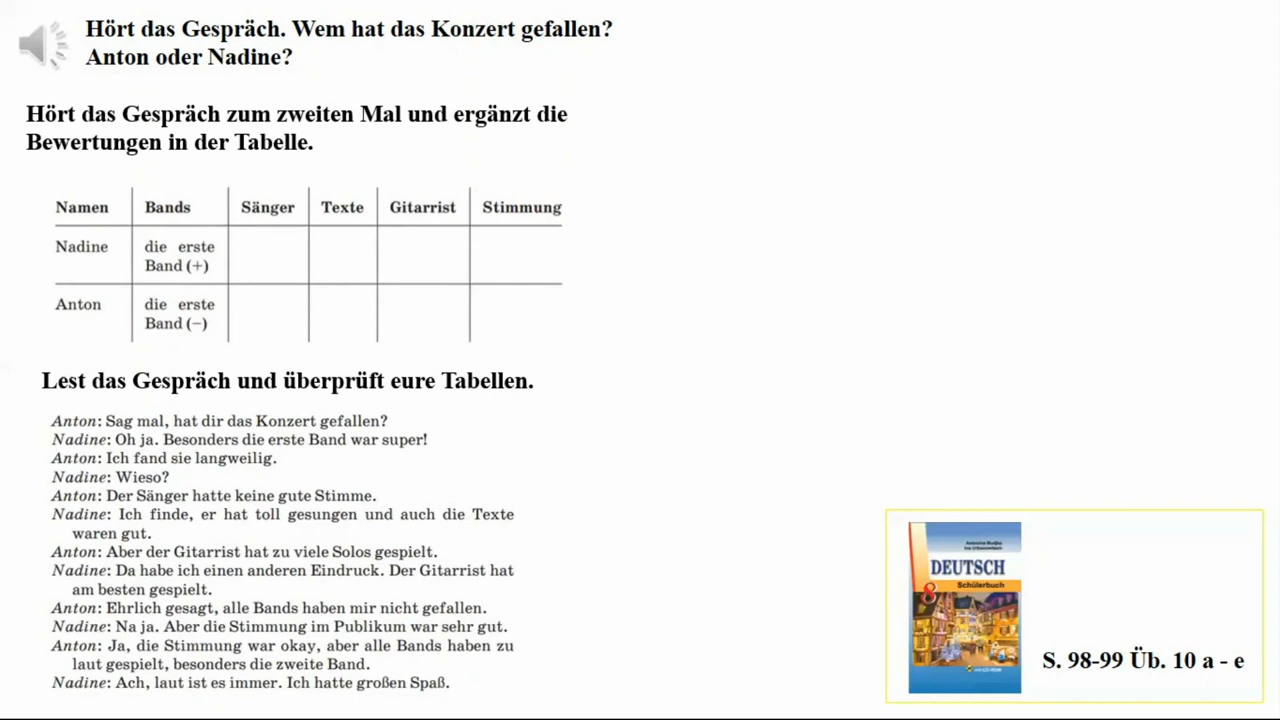 Hört das Gespräch. Wem hat das Konzert gefallen?
Anton oder Nadine?
Hört das Gespräch zum zweiten Mal und ergänzt die
Bewertungen in der Tabelle.
Namen Bands Sänger Texte Gitarrist Stimmung
Nadine die erste
Band (+)
Anton die erste
Band (−)
Lest das Gespräch und überprüft eure Tabellen.
Anton: Sag mal, hat dir das Konzert gefallen?
Nadine: Oh ja. Besonders die erste Band war super!
Anton: Ich fand sie langweilig.
Nadine: Wieso?
Anton: Der Sänger hatte keine gute Stimme.
Nadine: Ich finde, er hat toll gesungen und auch die Texte
waren gut.
Anton: Aber der Gitarrist hat zu viele Solos gespielt.
Nadine: Da habe ich einen anderen Eindruck. Der Gitarrist hat
am besten gespielt.
Anton: Ehrlich gesagt, alle Bands haben mir nicht gefallen.
Nadine: Na ja. Aber die Stimmung im Publikum war sehr gut.
Anton: Ja, die Stimmung war okay, aber alle Bands haben zu
laut gespielt, besonders die zweite Band.
Nadine: Ach, laut ist es immer. Ich hatte großen Spaß.
DEUTSCH
8 Schülerbuch
S. 98-99 Üb. 10 a - e